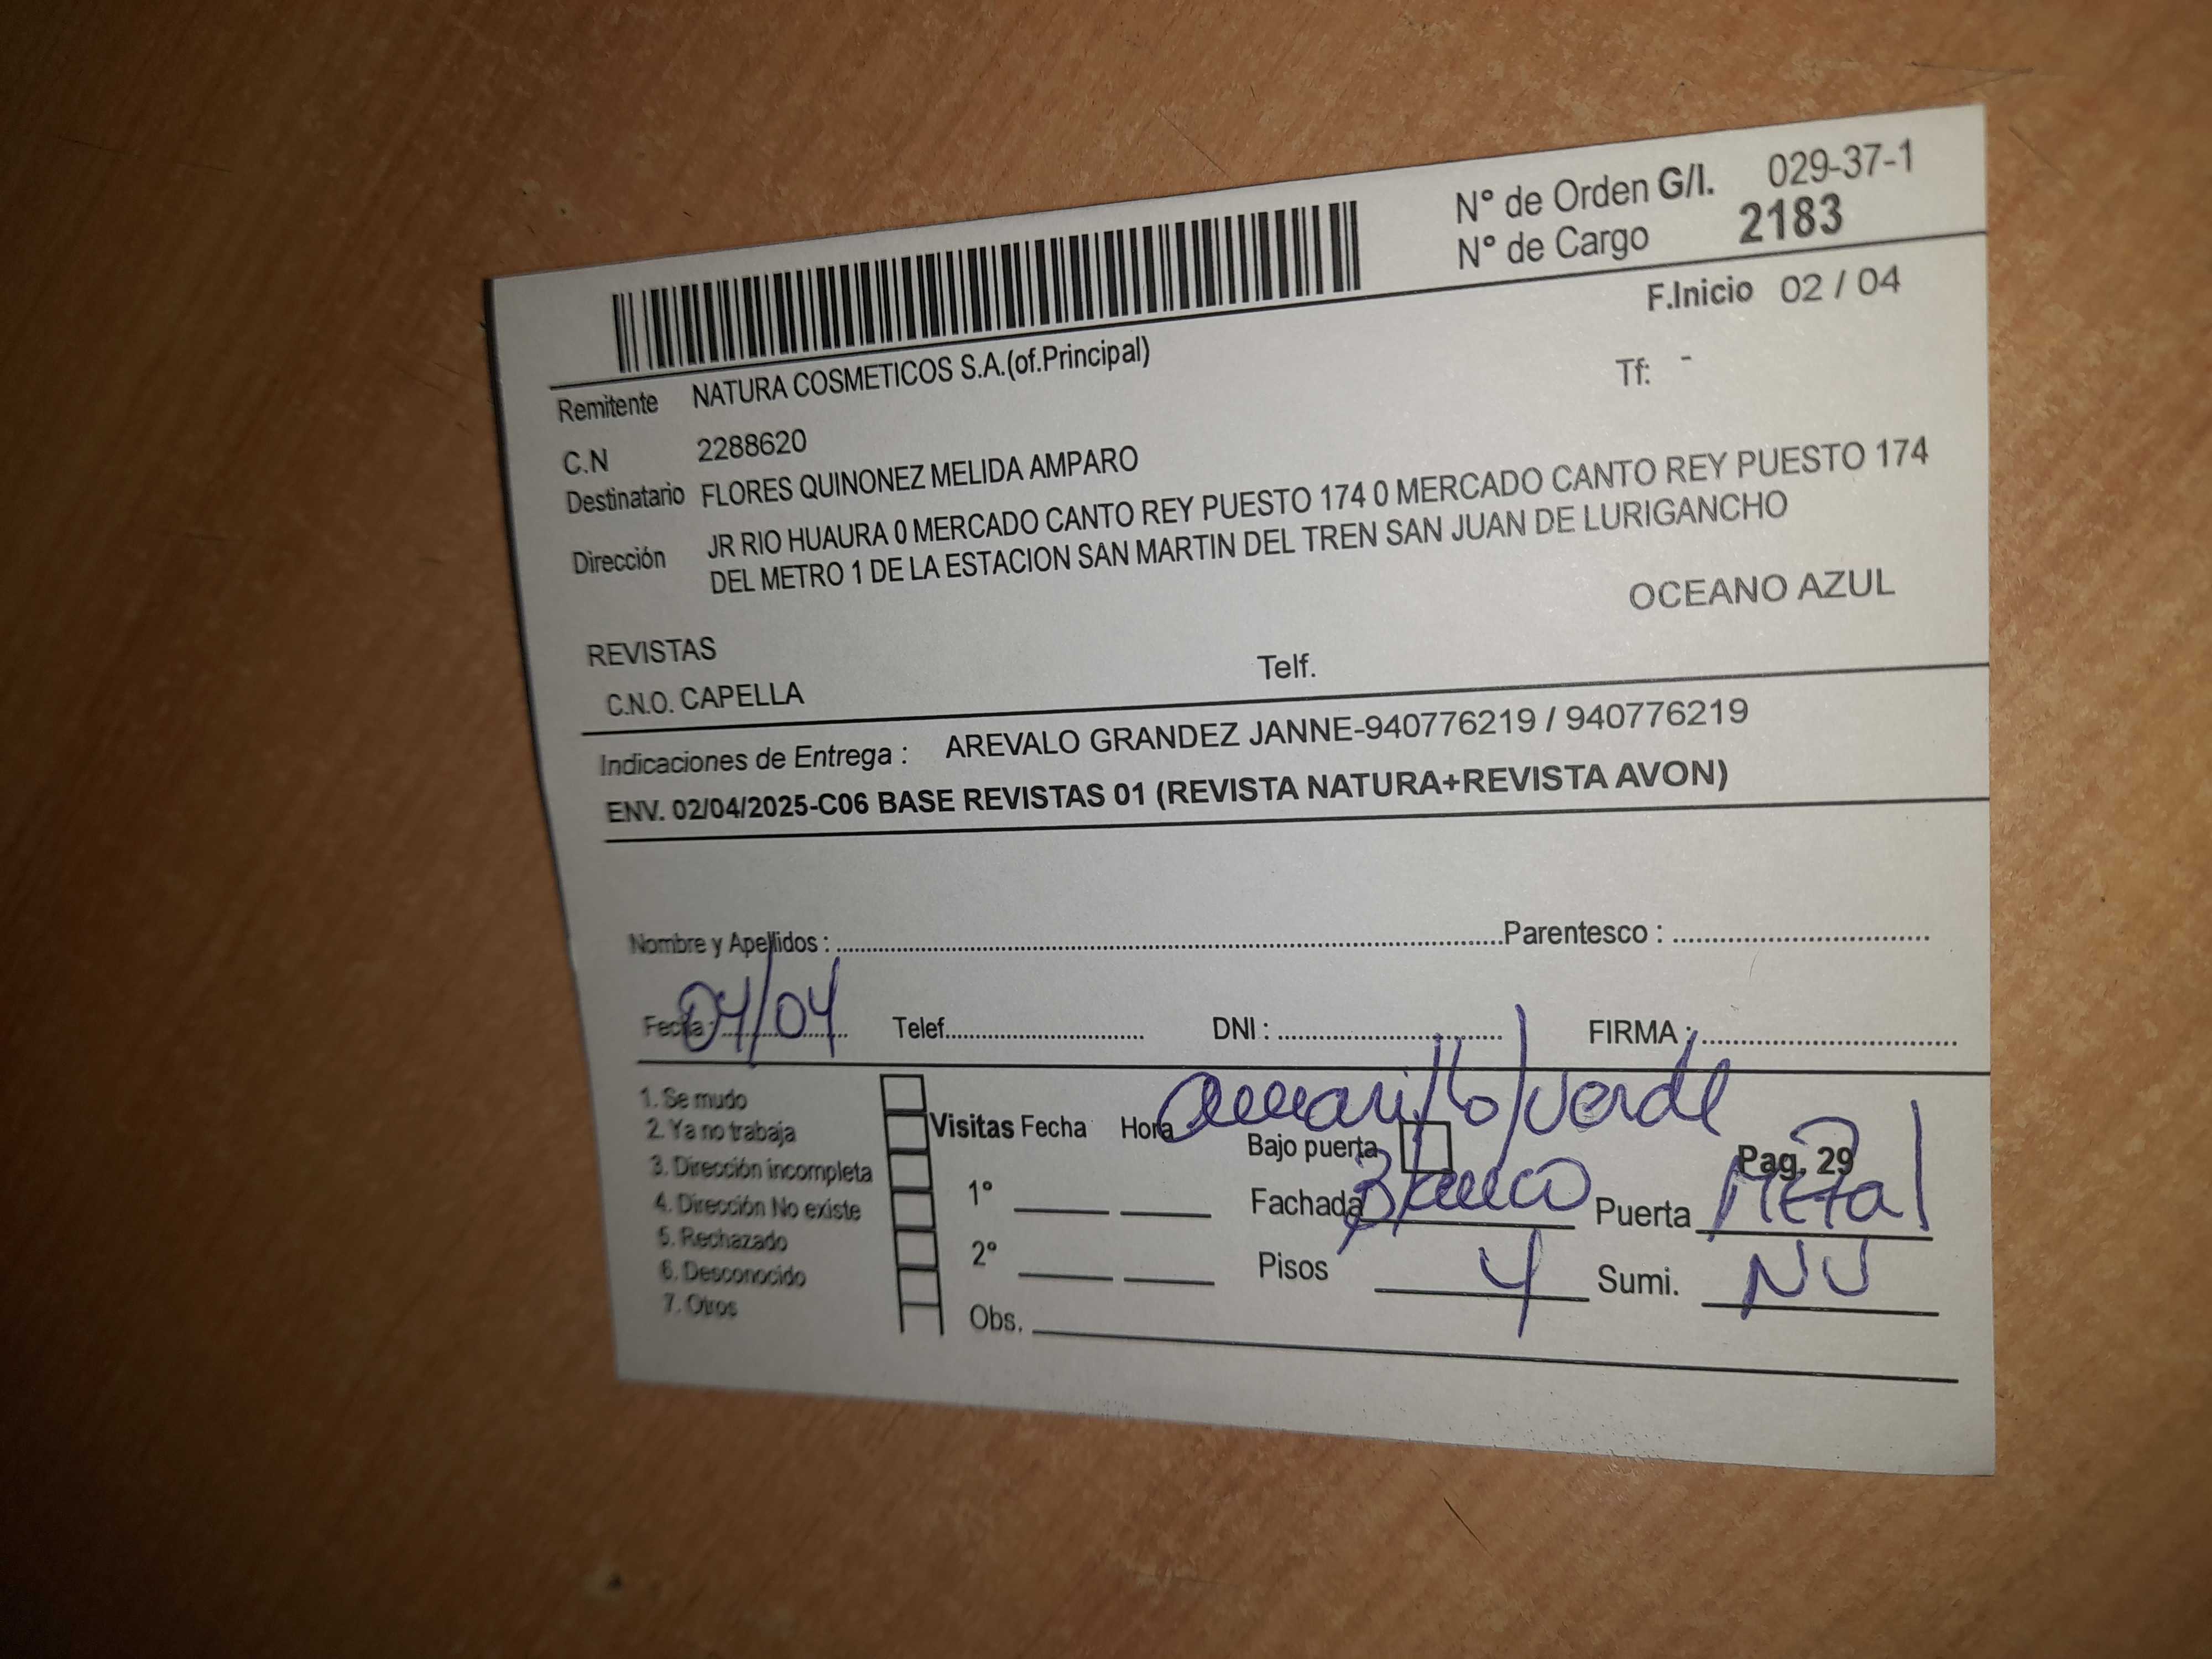 N° de Orden G/I. 029-37-1
N° de Cargo 2183
F.Inicio 02 / 04
Remitente NATURA COSMETICOS S.A.(of.Principal)
Tf: -
C.N 2288620
Destinatario FLORES QUINONEZ MELIDA AMPARO
Dirección JR RIO HUAURA 0 MERCADO CANTO REY PUESTO 174 0 MERCADO CANTO REY PUESTO 174
DEL METRO 1 DE LA ESTACION SAN MARTIN DEL TREN SAN JUAN DE LURIGANCHO
OCEANO AZUL
REVISTAS
C.N.O. CAPELLA Telf.
Indicaciones de Entrega : AREVALO GRANDEZ JANNE-940776219 / 940776219
ENV. 02/04/2025-C06 BASE REVISTAS 01 (REVISTA NATURA+REVISTA AVON)
Nombre y Apellidos : Parentesco :
Fecha : 04/04 Telef. DNI : FIRMA :
amarillo/verde
1. Se mudo
2. Ya no trabaja
3. Dirección incompleta
4. Dirección No existe
5. Rechazado
6. Desconocido
7. Otros
Visitas Fecha Hora
1°
2°
Obs.
Bajo puerta Pag. 29
Fachada Blanco Puerta Metal
Pisos 4 Sumi. NU